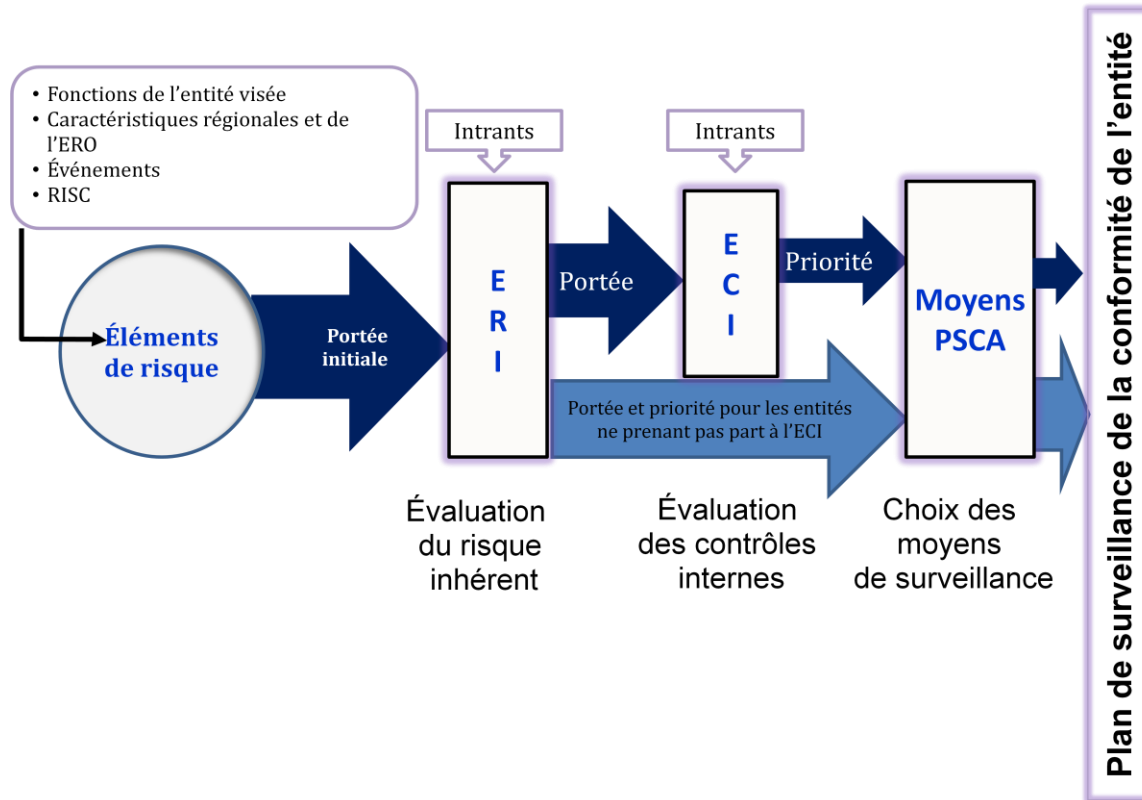 • Fonctions de l'entité visée
• Caractéristiques régionales et de
l'ERO
• Événements
• RISC
Intrants
Intrants
Éléments
de risque
Portée
initiale
E
R
I
Portée
E
C
I
Priorité
Moyens
PSCA
Portée et priorité pour les entités
ne prenant pas part à l'ECI
Évaluation
du risque
inhérent
Évaluation
des contrôles
internes
Choix des
moyens
de surveillance
Plan de surveillance de la conformité de l'entité